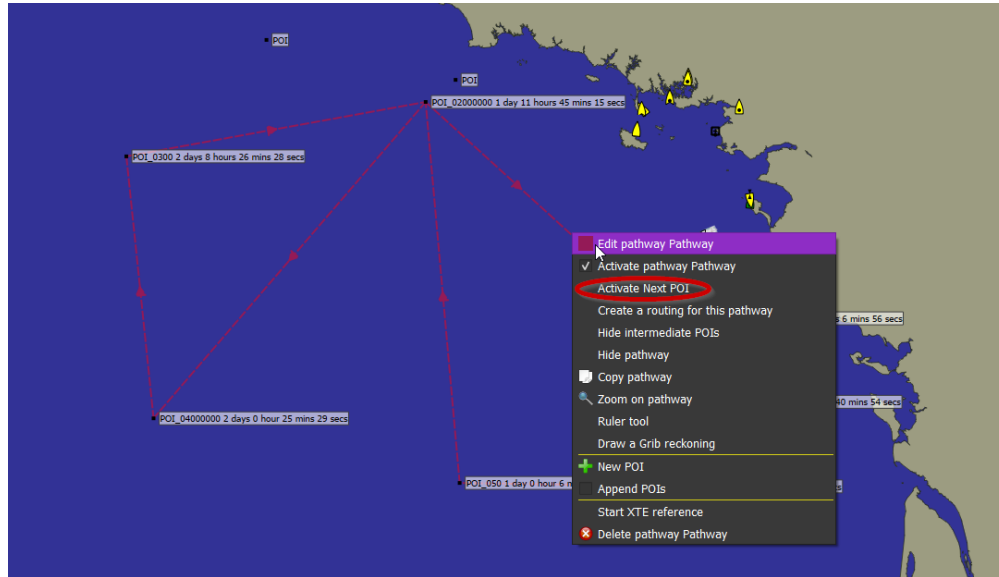 POI
POI
POI_02000000 1 day 11 hours 45 mins 15 secs
POI_0300 2 days 8 hours 26 mins 28 secs
Edit pathway Pathway
Activate pathway Pathway
Activate Next POI
Create a routing for this pathway
6 mins 56 secs
Hide intermediate POIs
Hide pathway
Copy pathway
Zoom on pathway
40 mins 54 secs
Ruler tool
POI_04000000 2 days 0 hour 25 mins 29 secs
Draw a Grib reckoning
New POI
POI_050 1 day 0 hour 6
Append POIs
Start XTE reference
Delete pathway Pathway